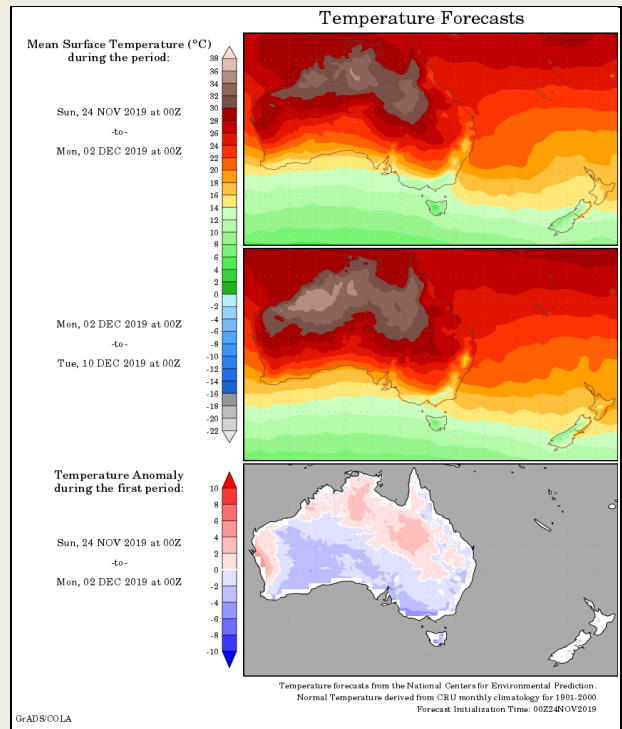 Temperature Forecasts
Mean Surface Temperature (°C)
during the period:
Sun, 24 NOV 2019 at 00Z
-to-
Mon, 02 DEC 2019 at 00Z
38
36
34
32
30
28
26
24
22
20
18
16
14
12
10
8
6
4
2
0
-2
-4
-6
-8
-10
-12
-14
-16
-18
-20
-22
Mon, 02 DEC 2019 at 00Z
-to-
Tue, 10 DEC 2019 at 00Z
Temperature Anomaly
during the first period:
Sun, 24 NOV 2019 at 00Z
-to-
Mon, 02 DEC 2019 at 00Z
10
8
6
4
2
0
-2
-4
-6
-8
-10
Temperature forecasts from the National Centers for Environmental Prediction.
Normal Temperature derived from CRU monthly climatology for 1901-2000
Forecast Initialization Time: 00Z24NOV2019
GrADS/COLA